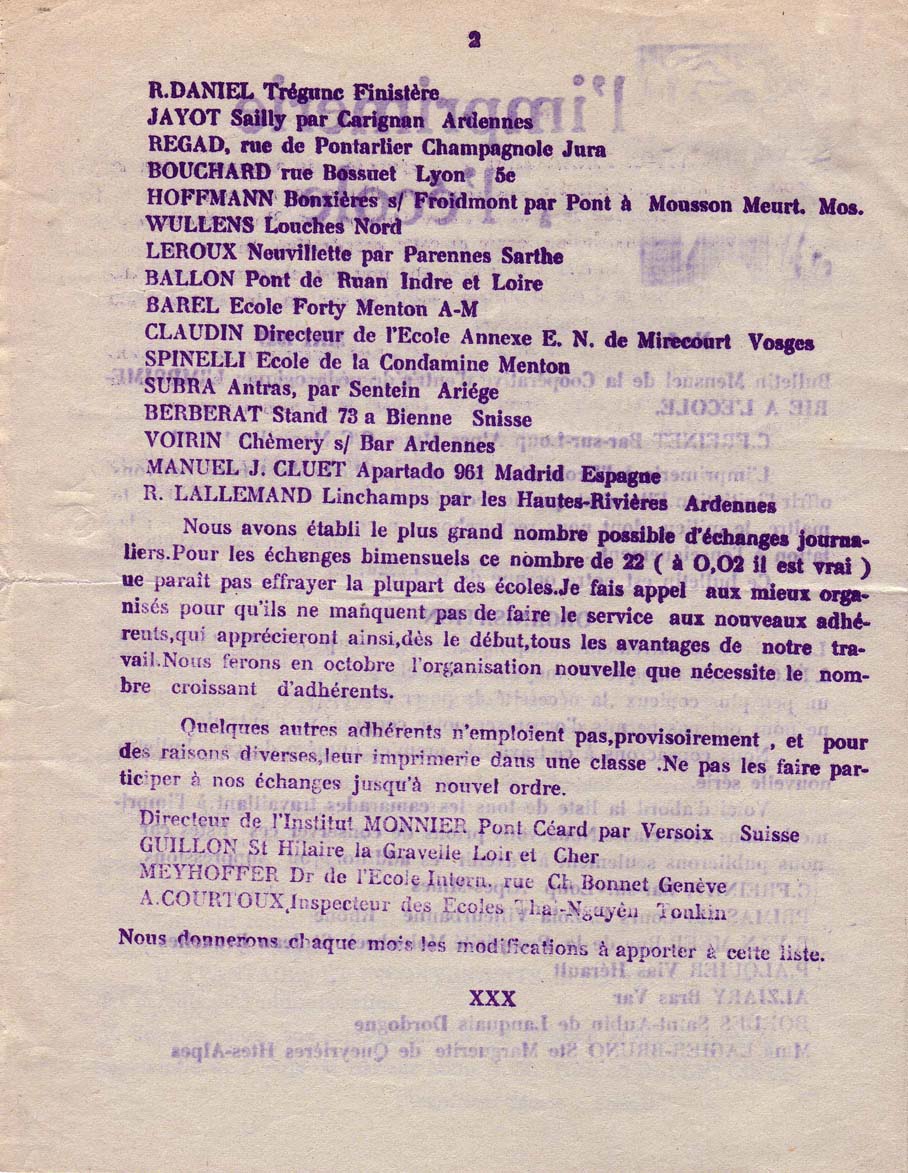 2
R.DANIEL Trégunc Finistère
JAYOT Sailly par Carignan Ardennes
REGAD, rue de Pontarlier Champagnole Jura
BOUCHARD rue Bossuet Lyon 5e
HOFFMANN Bonxières s/ Froidmont par Pont à Mousson Meurt. Mos.
WULLENS Louches Nord
LEROUX Neuvillette par Parennes Sarthe
BALLON Pont de Ruan Indre et Loire
BAREL Ecole Forty Menton A-M
CLAUDIN Directeur de l'Ecole Annexe E. N. de Mirecourt Vosges
SPINELLI Ecole de la Condamine Menton
SUBRA Antras, par Sentein Ariége
BERBERAT Stand 73 a Bienne Snisse
VOIRIN Chèmery s/ Bar Ardennes
MANUEL J. CLUET Apartado 961 Madrid Espagne
R. LALLEMAND Linchamps par les Hautes-Rivières Ardennes
Nous avons établi le plus grand nombre possible d'échanges journa-
liers.Pour les échenges bimensuels ce nombre de 22 ( à 0,02 il est vrai )
ue paraît pas effrayer la plupart des écoles.Je fais appel aux mieux orga-
nisés pour qu'ils ne manquent pas de faire le service aux nouveaux adhé-
rents,qui apprécieront ainsi,dès le début,tous les avantages de notre tra-
vail.Nous ferons en octobre l'organisation nouvelle que nécessite le nom-
bre croissant d'adhérents.
Quelques autres adhérents n'emploient pas,provisoirement , et pour
des raisons diverses,leur imprimerie dans une classe .Ne pas les faire par-
ticiper à nos échanges jusqu'à nouvel ordre.
Directeur de l'Institut MONNIER Pont Céard par Versoix Suisse
GUILLON St Hilaire la Gravelle Loir et Cher
MEYHOFFER Dr de l'Ecole Intern. rue Ch Bonnet Genève
A.COURTOUX,Inspecteur des Ecoles Thaï-Nguyên Tonkin
Nous donnerons chaque mois les modifications à apporter à cette liste.
XXX